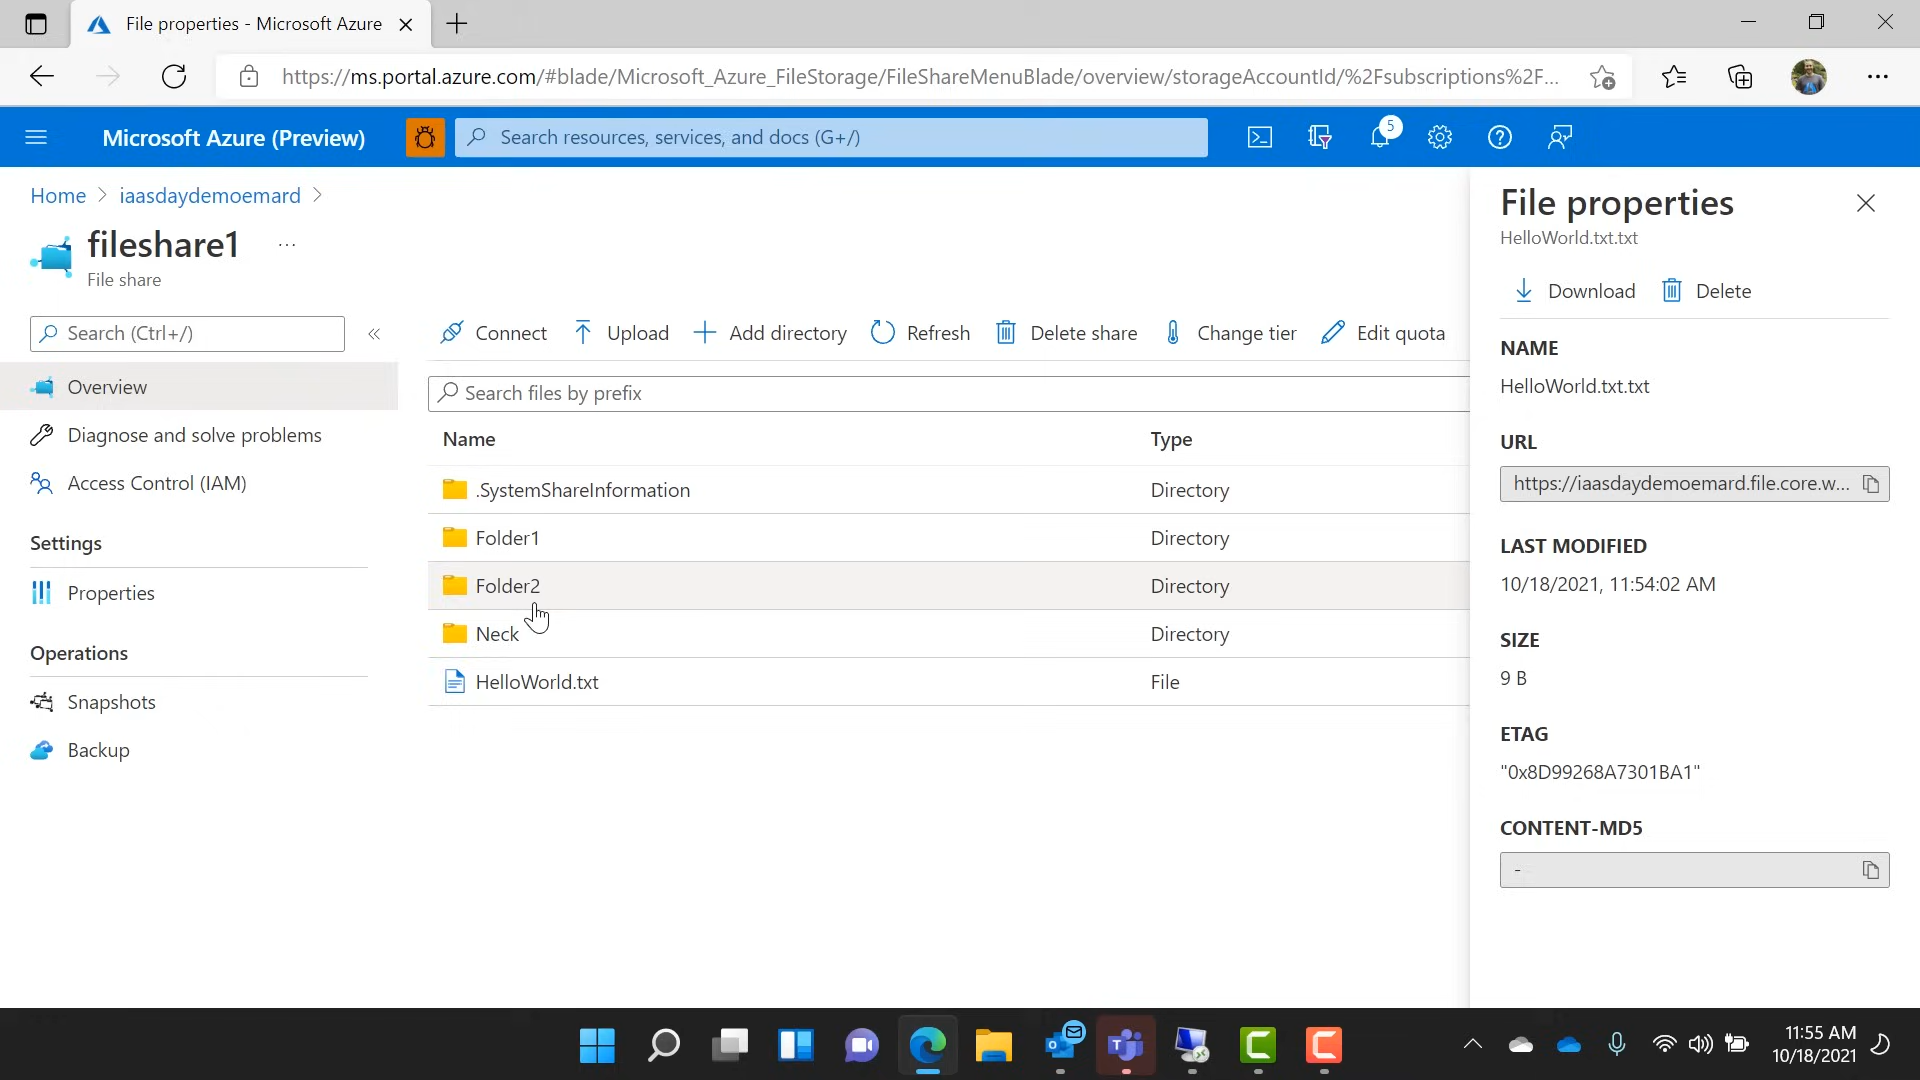 File properties - Microsoft Azure
https://ms.portal.azure.com/#blade/Microsoft_Azure_FileStorage/FileShareMenuBlade/overview/storageAccountId/%2Fsubscriptions%2F...
Microsoft Azure (Preview)
Search resources, services, and docs (G+/)
5
Home > iaasdaydemoemard >
fileshare1 ...
File share
Search (Ctrl+/)
«
Overview
Diagnose and solve problems
Access Control (IAM)
Settings
Properties
Operations
Snapshots
Backup
Connect Upload Add directory Refresh Delete share Change tier Edit quota
Search files by prefix
Name Type
.SystemShareInformation Directory
Folder1 Directory
Folder2 Directory
Neck Directory
HelloWorld.txt File
File properties
HelloWorld.txt.txt
Download Delete
NAME
HelloWorld.txt.txt
URL
https://iaasdaydemoemard.file.core.w...
LAST MODIFIED
10/18/2021, 11:54:02 AM
SIZE
9 B
ETAG
"0x8D99268A7301BA1"
CONTENT-MD5
-
11:55 AM
10/18/2021